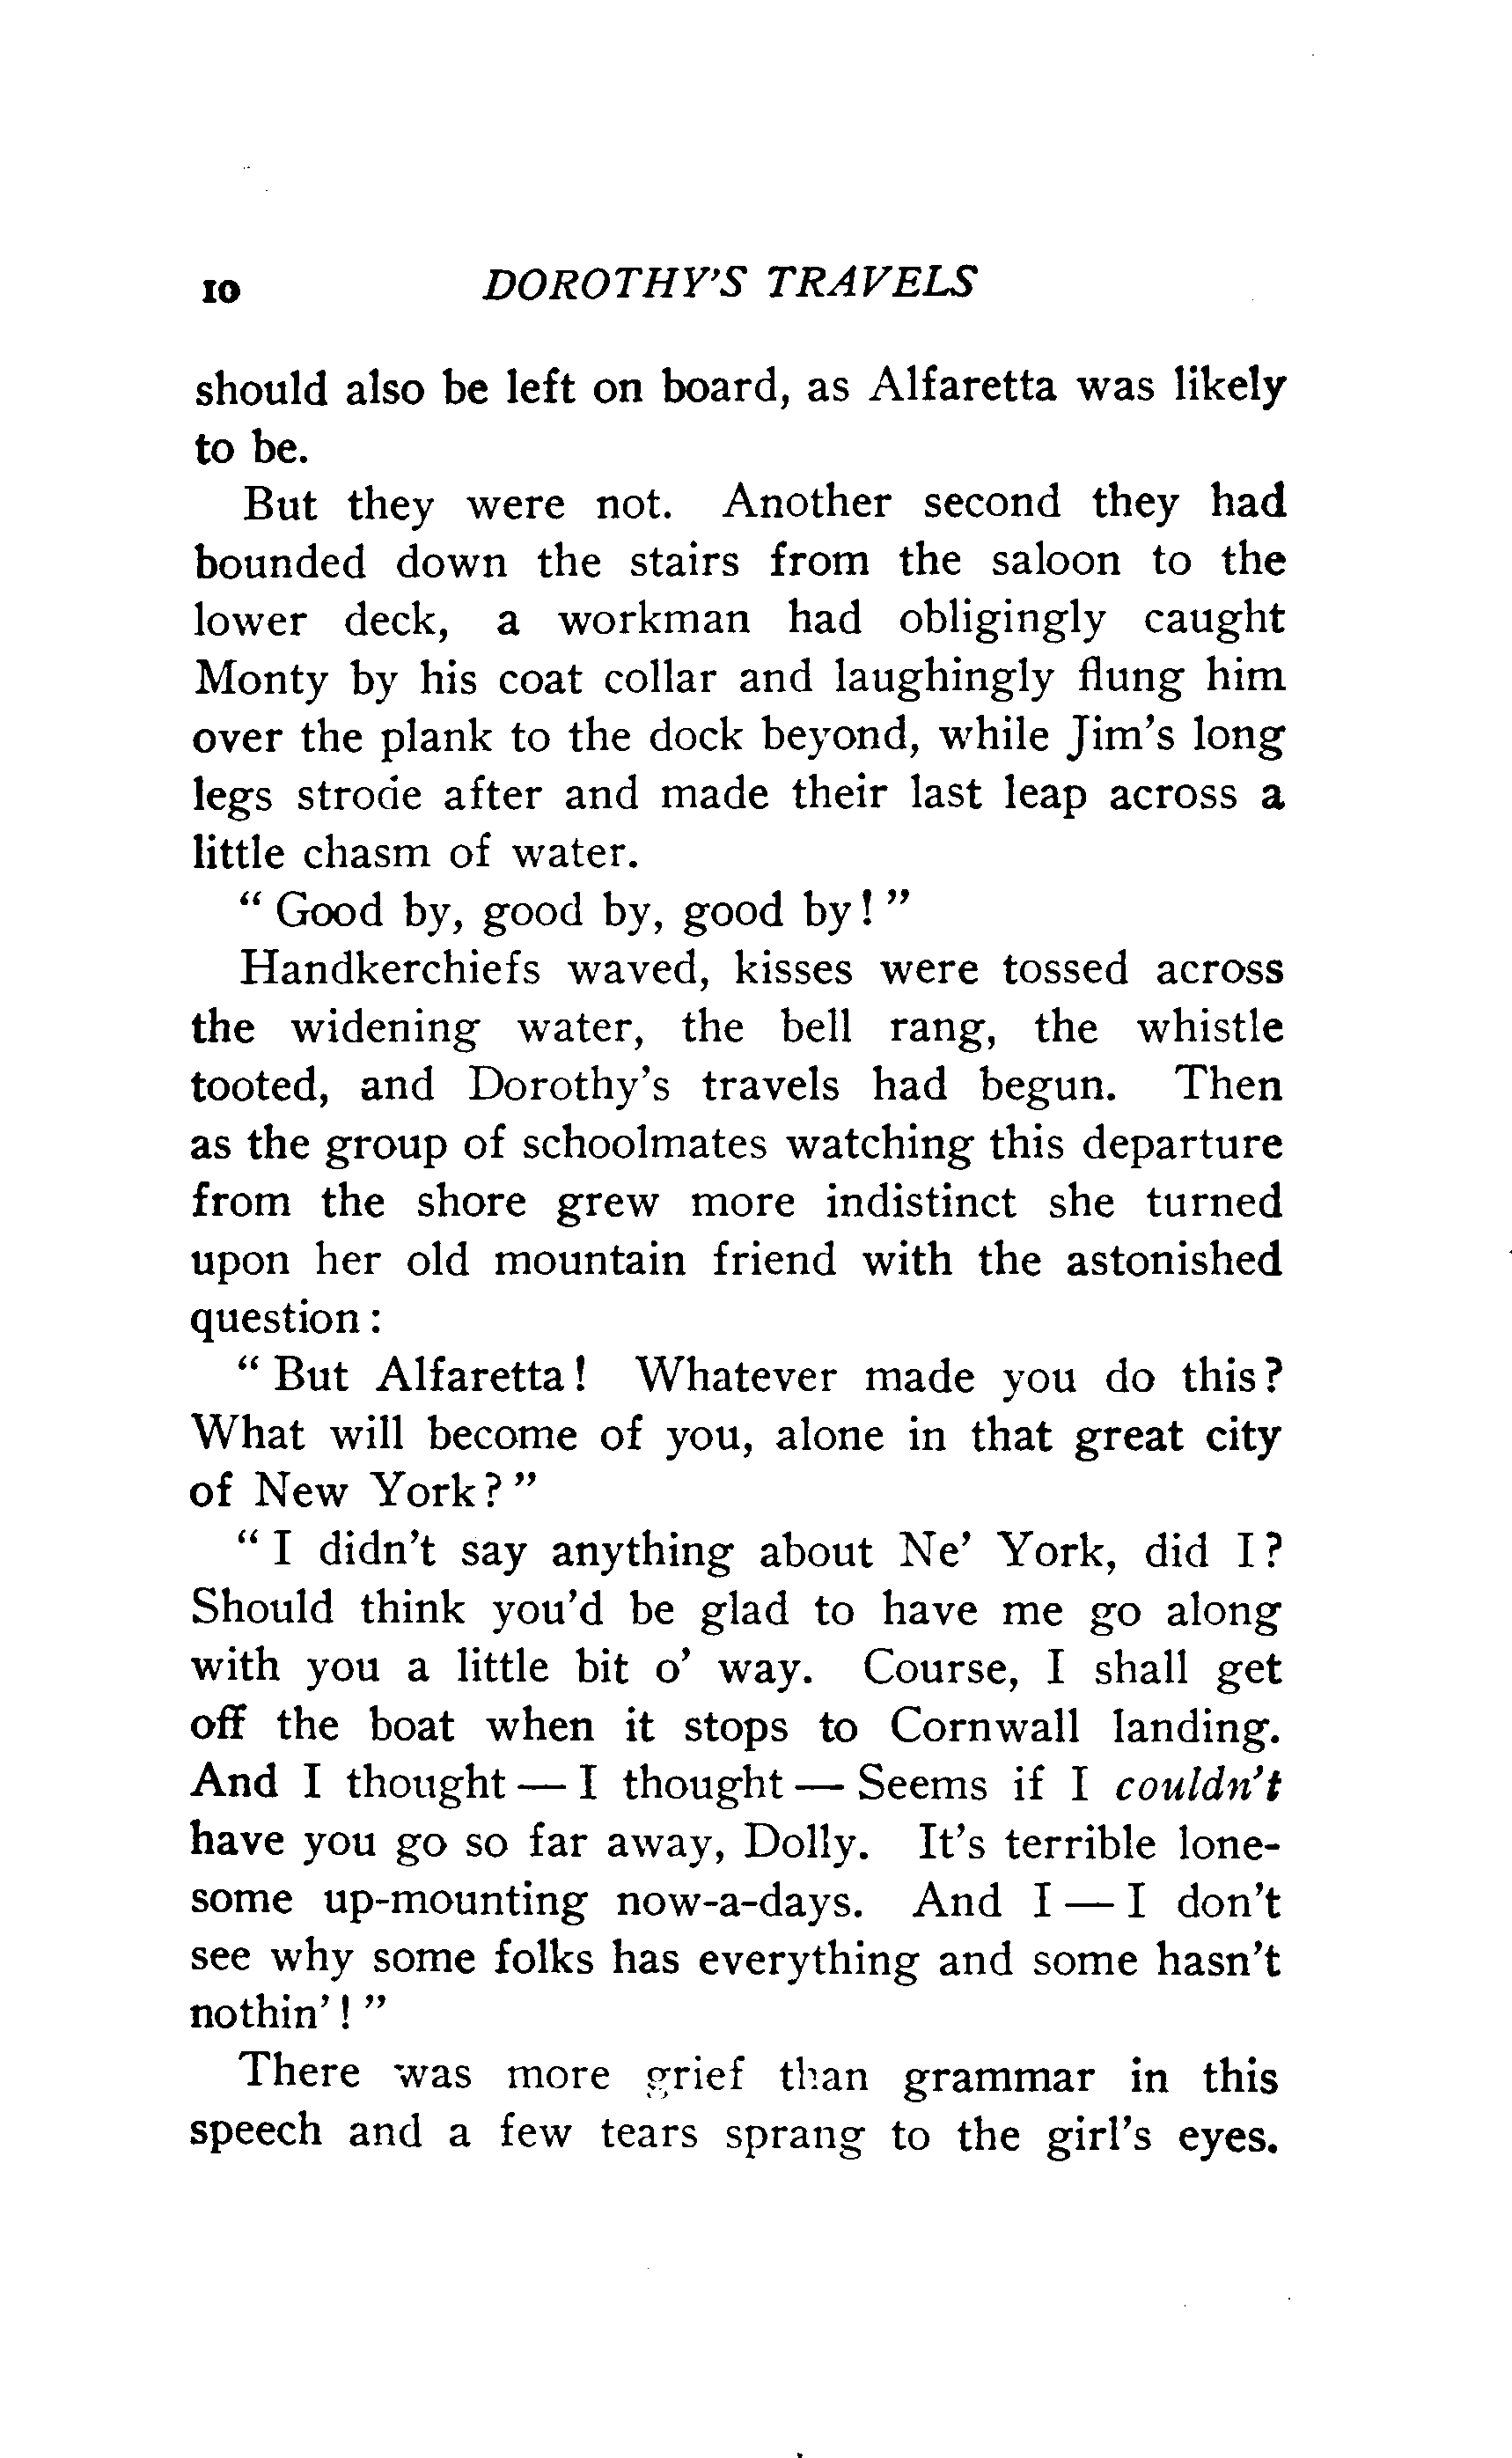 10 DOROTHY'S TRAVELS
should also be left on board, as Alfaretta was likely
to be.
But they were not. Another second they had
bounded down the stairs from the saloon to the
lower deck, a workman had obligingly caught
Monty by his coat collar and laughingly flung him
over the plank to the dock beyond, while Jim's long
legs strode after and made their last leap across a
little chasm of water.
" Good by, good by, good by! "
Handkerchiefs waved, kisses were tossed across
the widening water, the bell rang, the whistle
tooted, and Dorothy's travels had begun. Then
as the group of schoolmates watching this departure
from the shore grew more indistinct she turned
upon her old mountain friend with the astonished
question :
" But Alfaretta! Whatever made you do this?
What will become of you, alone in that great city
of New York? "
" I didn't say anything about Ne' York, did I?
Should think you'd be glad to have me go along
with you a little bit o' way. Course, I shall get
off the boat when it stops to Cornwall landing.
And I thought — I thought — Seems if I couldn't
have you go so far away, Dolly. It's terrible lone-
some up-mounting now-a-days. And I — I don't
see why some folks has everything and some hasn't
nothin'! "
There was more grief than grammar in this
speech and a few tears sprang to the girl's eyes.